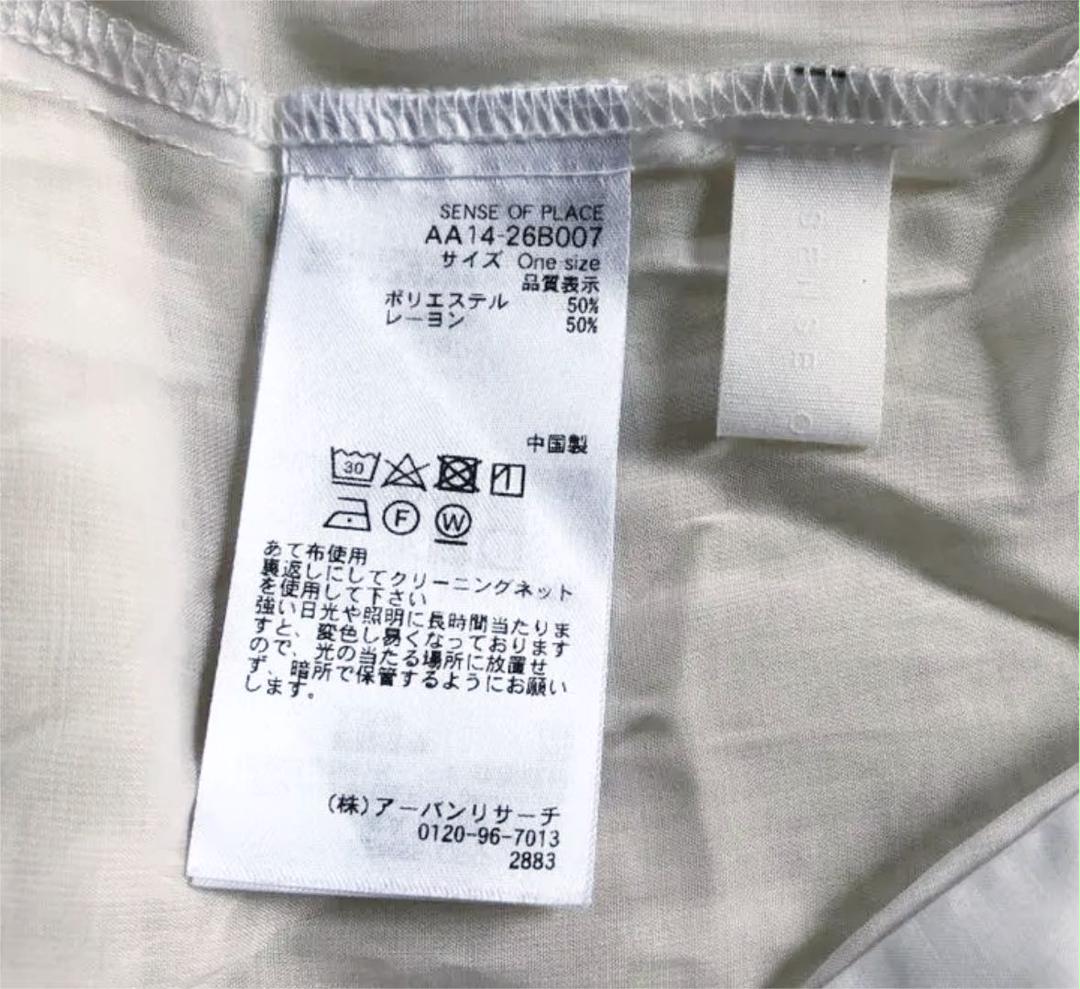 SENSE OF PLACE
AA14-26B007
サイズ One size
品質表示
ポリエステル 50%
レーヨン 50%
中国製
30
F
W
あて布使用
裏返しにしてクリーニングネット
を使用して下さい
強い日光や照明に長時間当たりま
すと、変色し易くなっております
ので、光の当たる場所に放置せ
ず、暗所で保管するようにお願い
します。
(株)アーバンリサーチ
0120-96-7013
2883